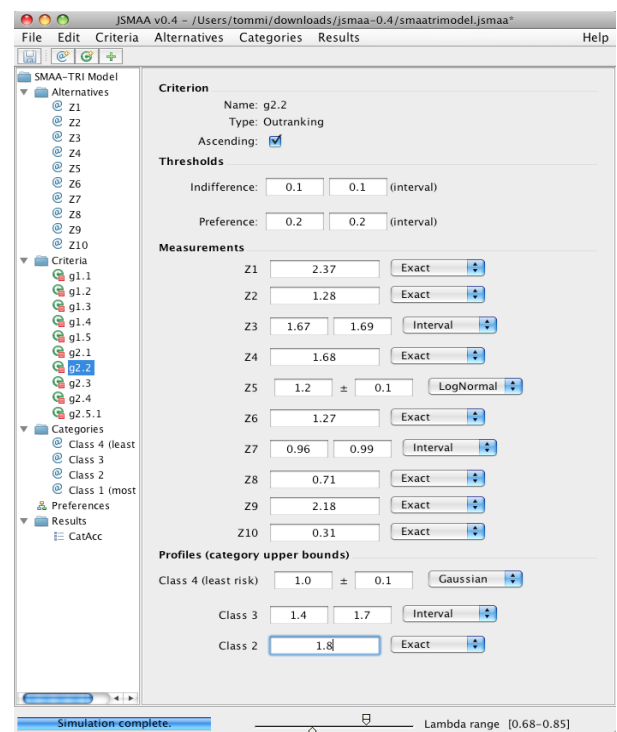 JSMAA v0.4 – /Users/tommi/downloads/jsmaa-0.4/smaatrimodel.jsmaa*
File Edit Criteria Alternatives Categories Results Help
SMAA-TRI Model
Alternatives
Z1
Z2
Z3
Z4
Z5
Z6
Z7
Z8
Z9
Z10
Criteria
g1.1
g1.2
g1.3
g1.4
g1.5
g2.1
g2.2
g2.3
g2.4
g2.5.1
Categories
Class 4 (least
Class 3
Class 2
Class 1 (most
Preferences
Results
CatAcc
Criterion
Name: g2.2
Type: Outranking
Ascending:
Thresholds
Indifference: 0.1 0.1 (interval)
Preference: 0.2 0.2 (interval)
Measurements
Z1 2.37 Exact
Z2 1.28 Exact
Z3 1.67 1.69 Interval
Z4 1.68 Exact
Z5 1.2 ± 0.1 LogNormal
Z6 1.27 Exact
Z7 0.96 0.99 Interval
Z8 0.71 Exact
Z9 2.18 Exact
Z10 0.31 Exact
Profiles (category upper bounds)
Class 4 (least risk) 1.0 ± 0.1 Gaussian
Class 3 1.4 1.7 Interval
Class 2 1.8 Exact
Simulation complete. Lambda range [0.68–0.85]